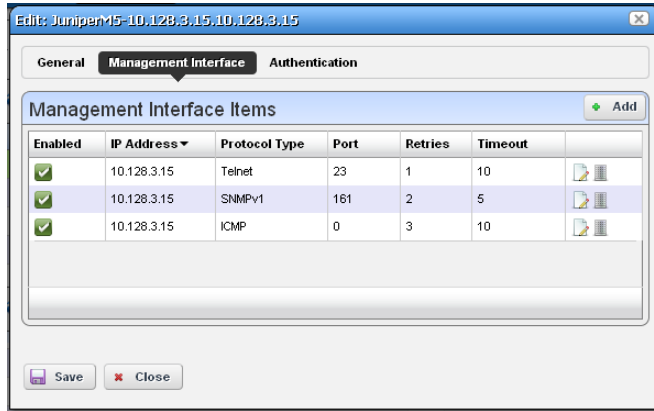 Edit: JuniperM5-10.128.3.15,10.128.3.15
General Management Interface Authentication
Management Interface Items
Add
Enabled IP Address Protocol Type Port Retries Timeout
10.128.3.15 Telnet 23 1 10
10.128.3.15 SNMPv1 161 2 5
10.128.3.15 ICMP 0 3 10
Save Close